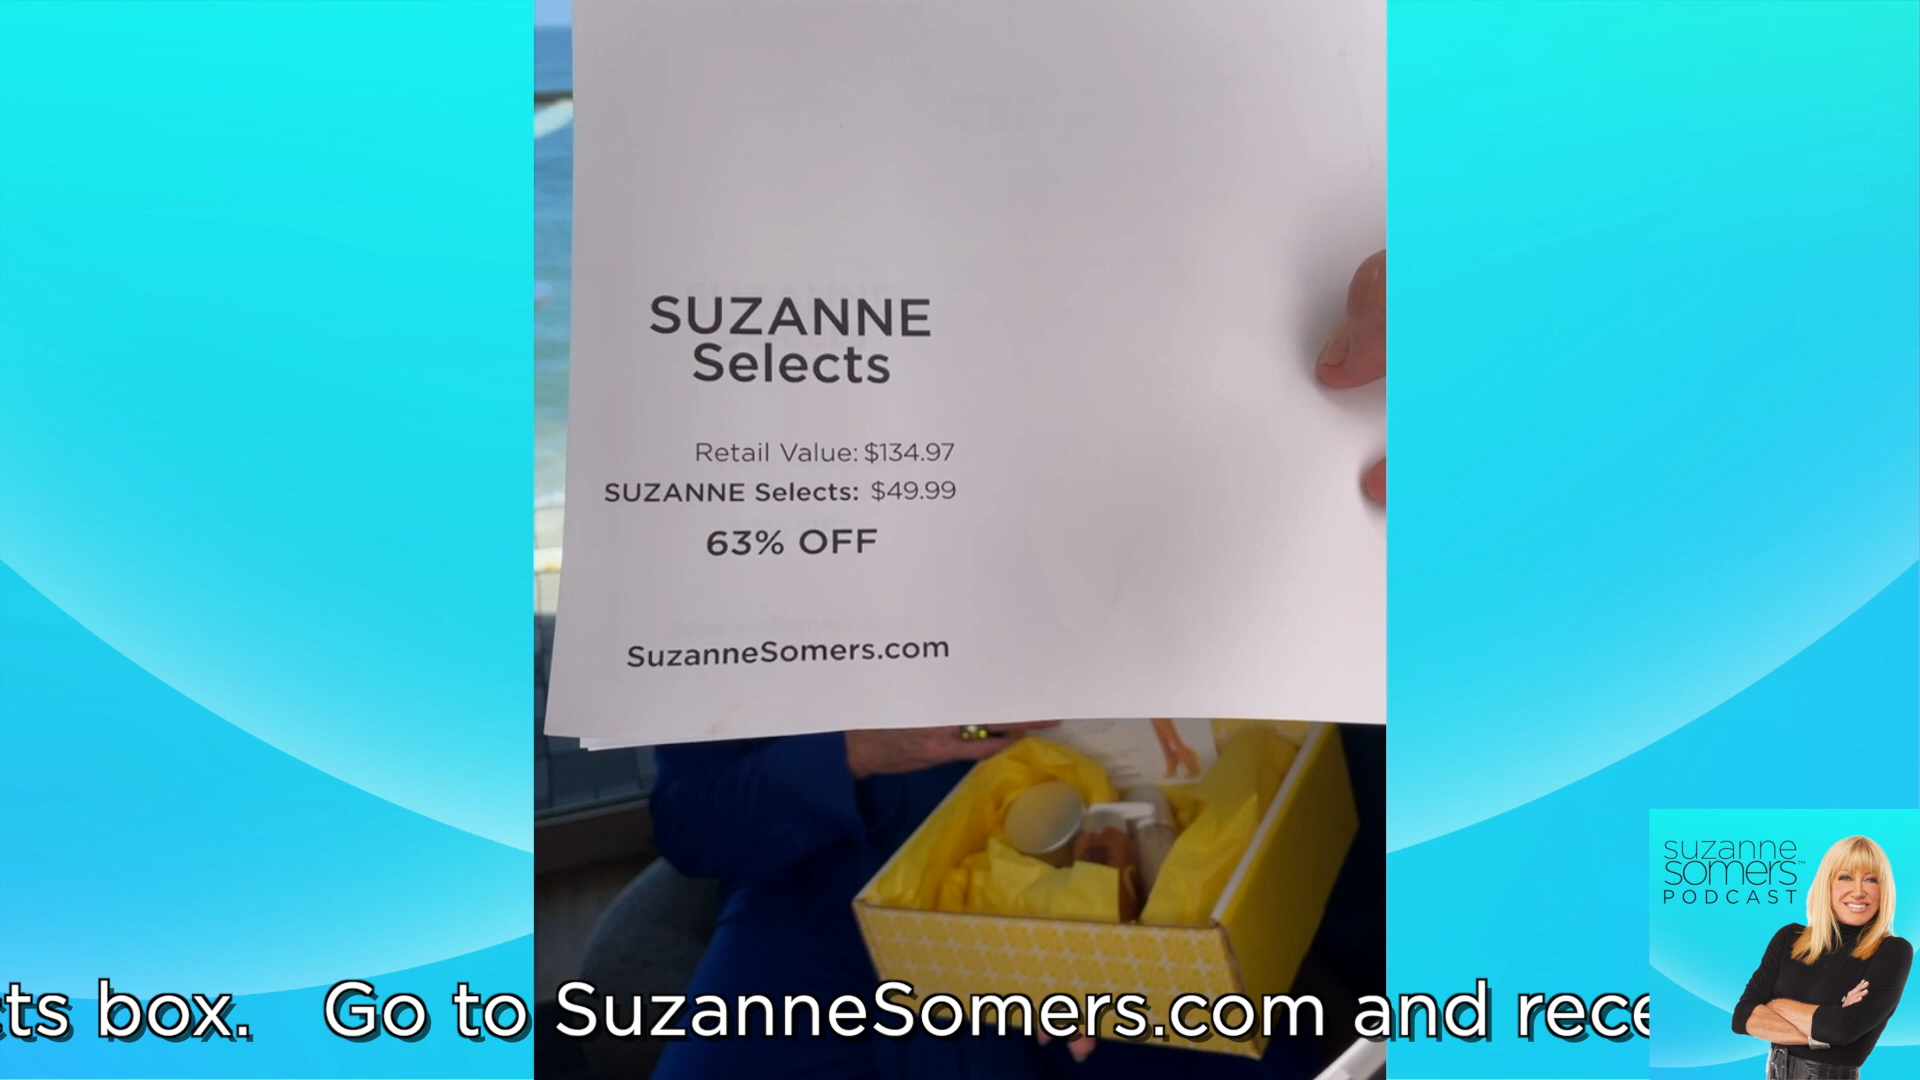 SUZANNE
Selects
Retail Value: $134.97
SUZANNE Selects: $49.99
63% OFF
SuzanneSomers.com
suzanne
somers™
PODCAST
ts box. Go to SuzanneSomers.com and rece